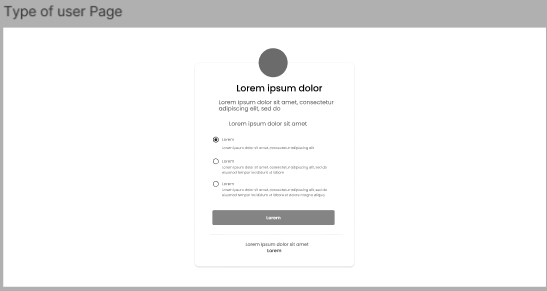 Type of user Page
Lorem ipsum dolor
Lorem ipsum dolor sit amet, consectetur
adipiscing elit, sed do
Lorem ipsum dolor sit amet
Lorem
Lorem ipsum dolor sit amet, consectetur adipiscing elit
Lorem
Lorem ipsum dolor sit amet, consectetur adipiscing elit, sed do
eiusmod tempor incididunt ut labore
Lorem
Lorem ipsum dolor sit amet, consectetur adipiscing elit, sed do
eiusmod tempor incididunt ut labore et dolore magna aliqua.
Lorem
Lorem ipsum dolor sit amet
Lorem